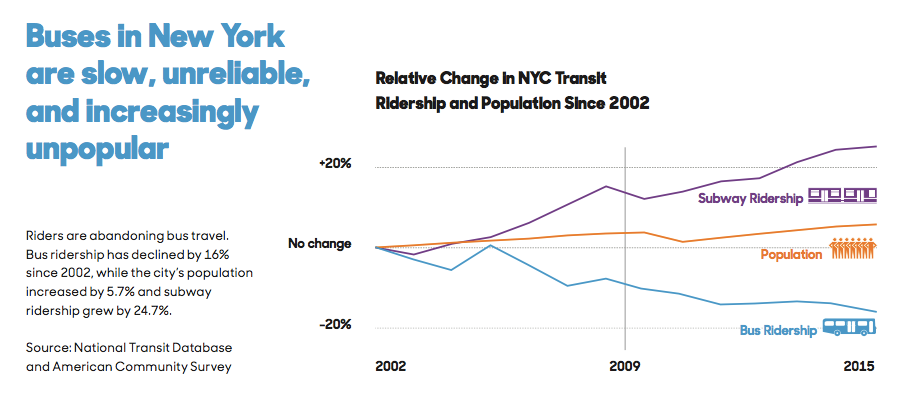 Buses in New York
are slow, unreliable,
and increasingly
unpopular
Riders are abandoning bus travel.
Bus ridership has declined by 16%
since 2002, while the city's population
increased by 5.7% and subway
ridership grew by 24.7%.
Source: National Transit Database
and American Community Survey
Relative Change in NYC Transit
Ridership and Population Since 2002
+20%
Subway Ridership
No change
Population
-20%
Bus Ridership
2002
2009
2015